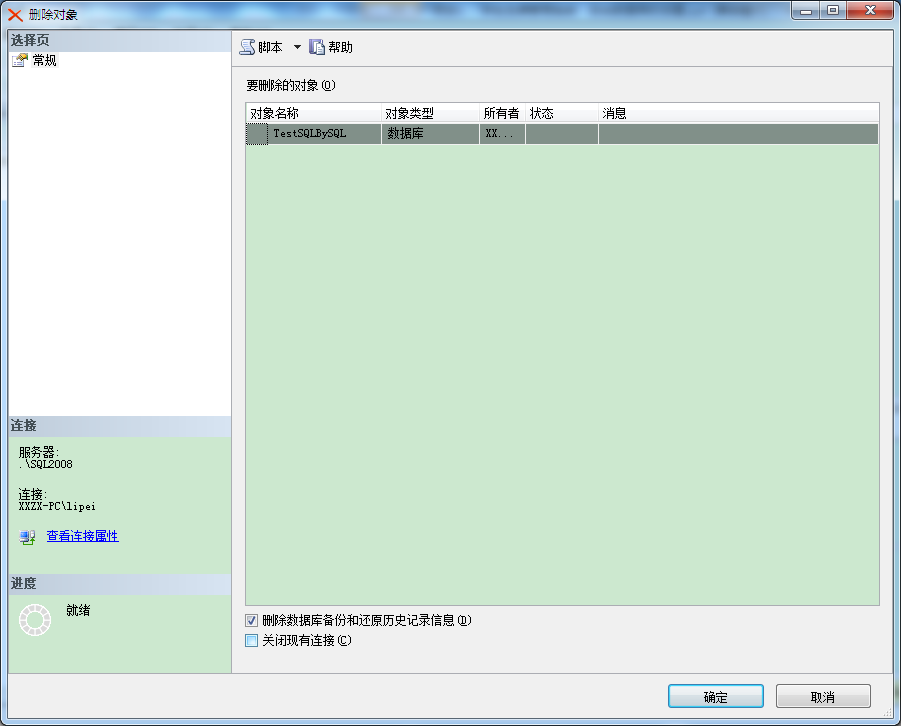 删除对象
选择页
常规
脚本
帮助
要删除的对象(O)
对象名称 对象类型 所有者 状态 消息
TestSQLBySQL 数据库 XX...
连接
服务器:
.\SQL2008
连接:
XXZX-PC\lipei
查看连接属性
进度
就绪
删除数据库备份和还原历史记录信息(D)
关闭现有连接(C)
确定
取消